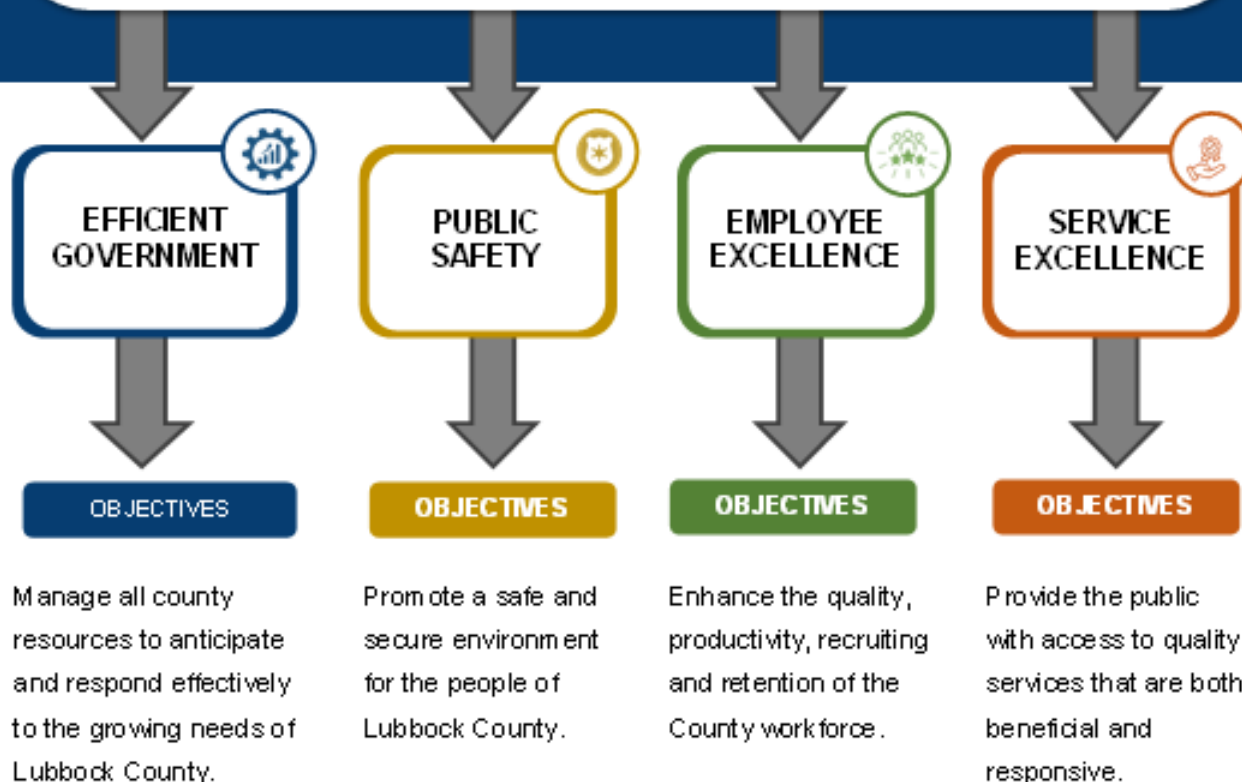 EFFICIENT
GOVERNMENT
PUBLIC
SAFETY
EMPLOYEE
EXCELLENCE
SERVICE
EXCELLENCE
OBJECTIVES
OBJECTIVES
OBJECTIVES
OBJECTIVES
Manage all county
resources to anticipate
and respond effectively
to the growing needs of
Lubbock County.
Promote a safe and
secure environment
for the people of
Lubbock County.
Enhance the quality,
productivity, recruiting
and retention of the
County workforce.
Provide the public
with access to quality
services that are both
beneficial and
responsive.